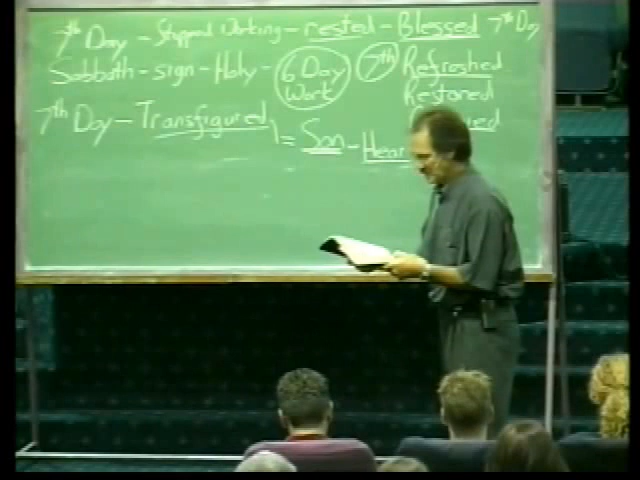 7th Day - Stopped Working - rested - Blessed 7th Day
Sabbath - sign - Holy - 6 Day Work 7th Refreshed
Restored
7th Day - Transfigured = Son - Hear